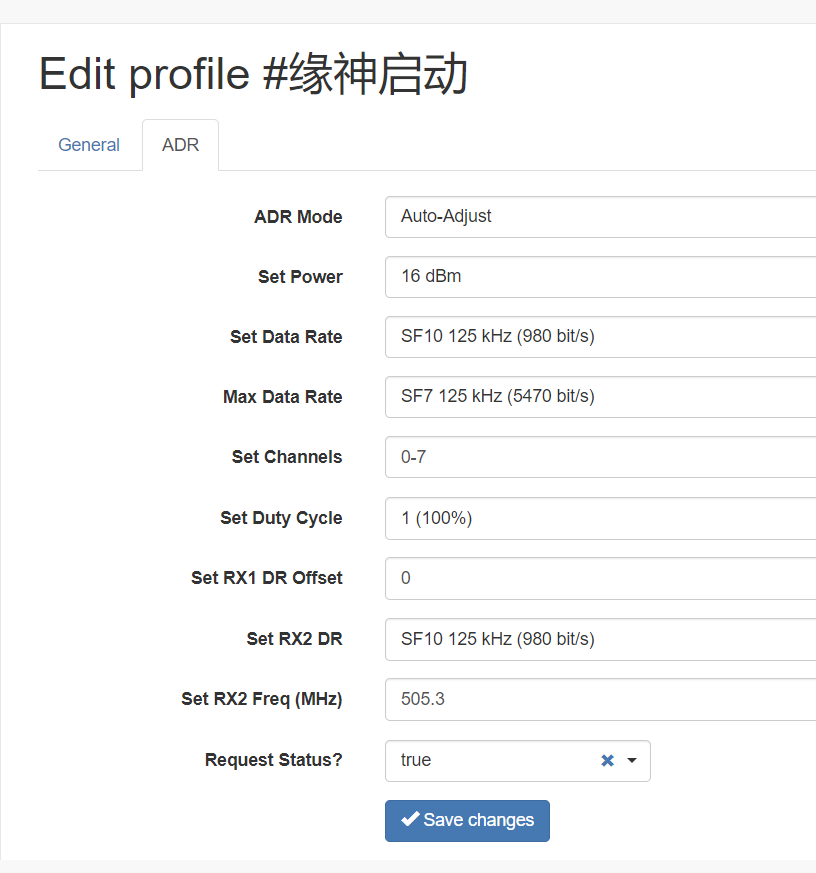 Edit profile #缘神启动
General ADR
ADR Mode Auto-Adjust
Set Power 16 dBm
Set Data Rate SF10 125 kHz (980 bit/s)
Max Data Rate SF7 125 kHz (5470 bit/s)
Set Channels 0-7
Set Duty Cycle 1 (100%)
Set RX1 DR Offset 0
Set RX2 DR SF10 125 kHz (980 bit/s)
Set RX2 Freq (MHz) 505.3
Request Status? true
Save changes